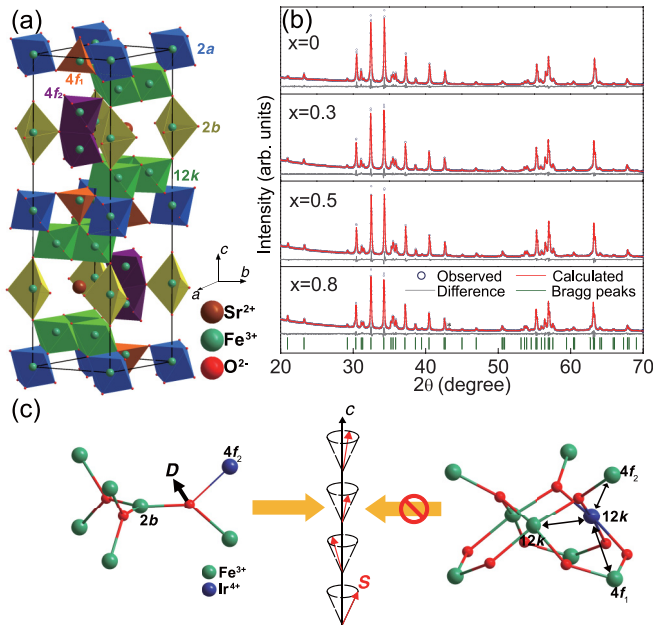 (a)
2a
4f₁
4f₂
2b
12k
c
b
a
Sr²⁺
Fe³⁺
O²⁻
(b)
x=0
x=0.3
x=0.5
x=0.8
Intensity (arb. units)
Observed
Calculated
Difference
Bragg peaks
20 30 40 50 60 70
2θ (degree)
(c)
D
4f₂
2b
Fe³⁺
Ir⁴⁺
c
S
4f₂
12k
12k
4f₁